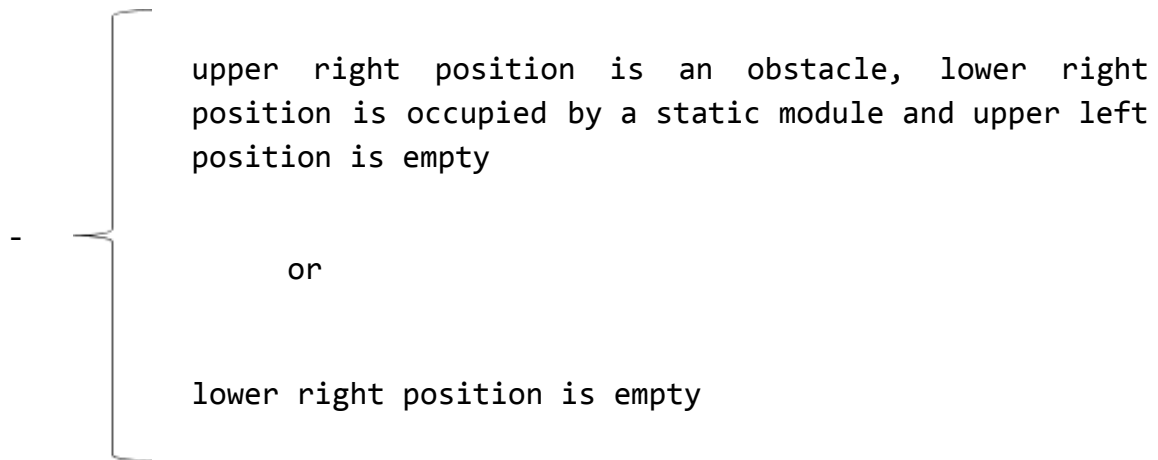 upper right position is an obstacle, lower right
position is occupied by a static module and upper left
position is empty
-
or
lower right position is empty